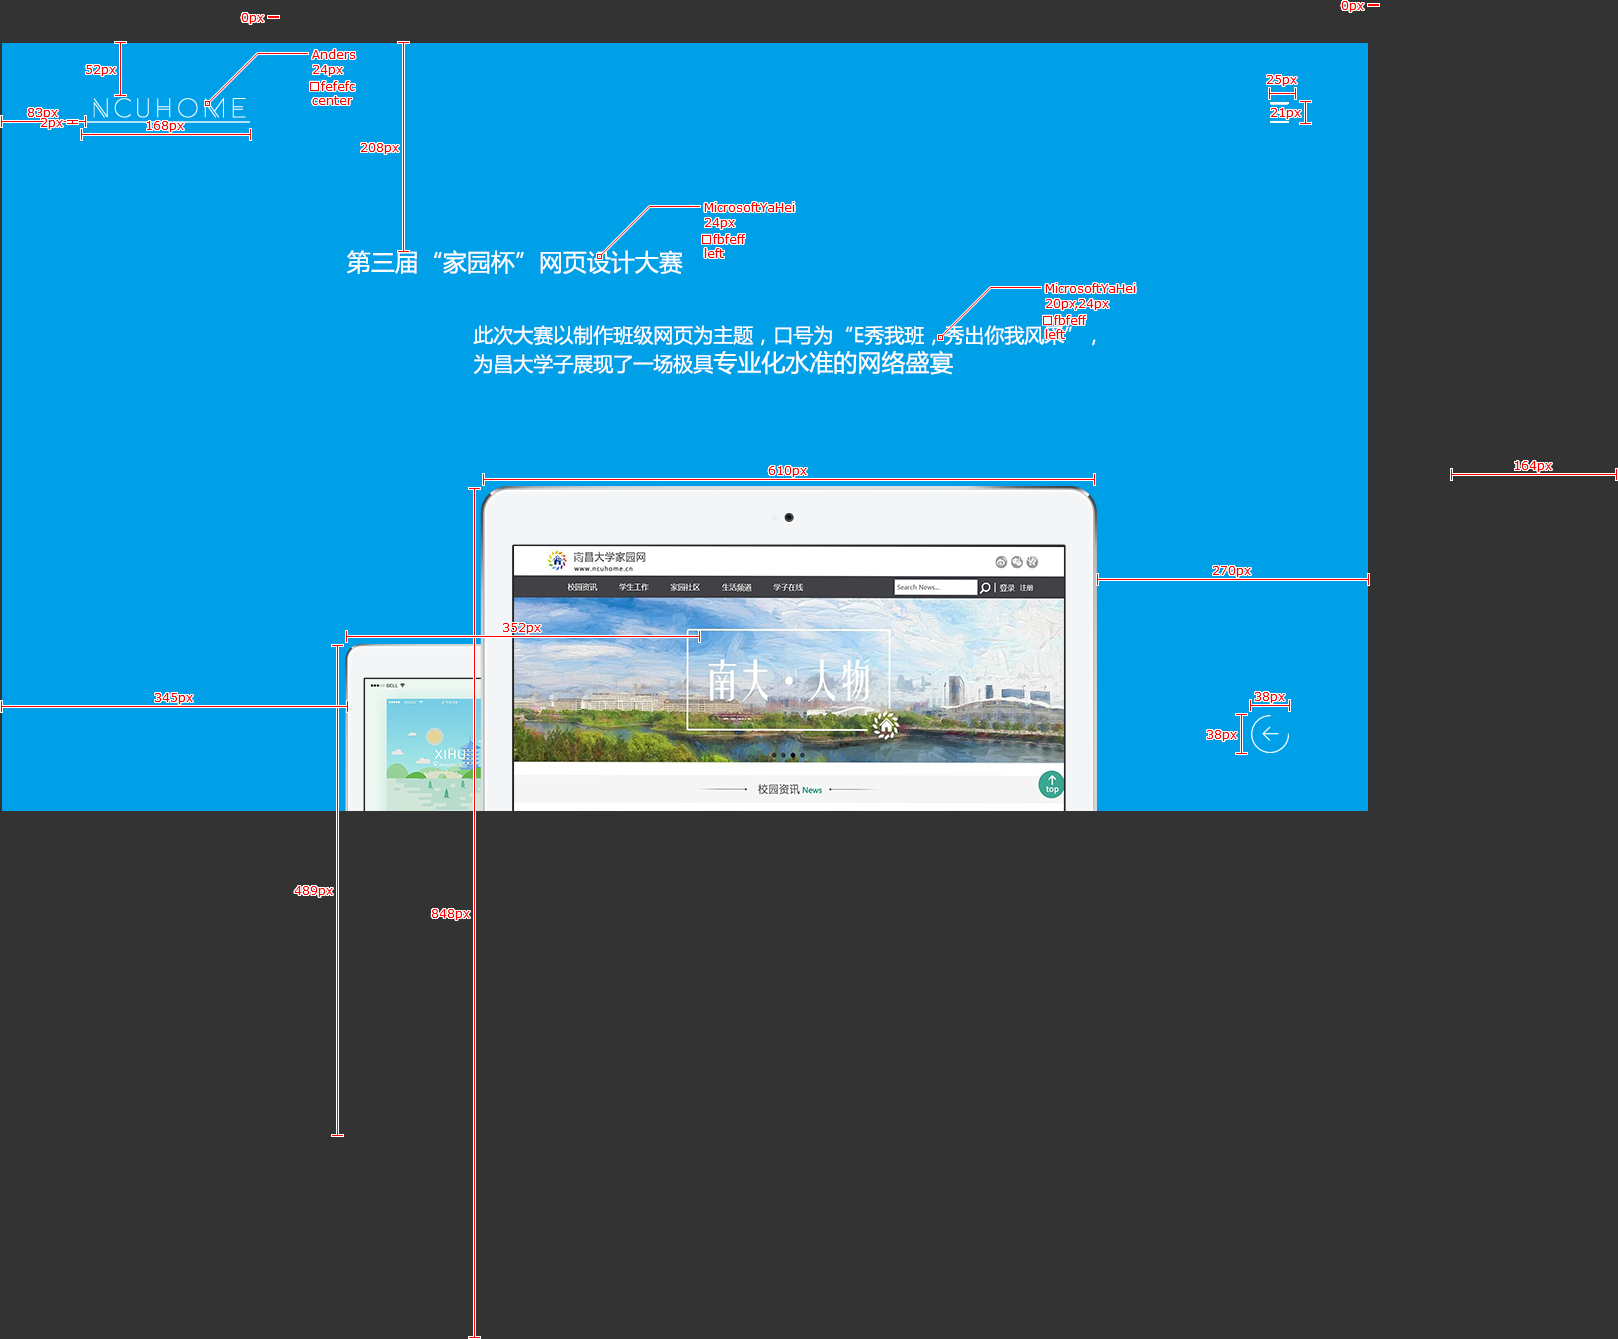 0px
0px
52px
Anders
24px
fefefc
center
NCUHOME
83px
2px
168px
25px
21px
208px
MicrosoftYaHei
24px
fbfeff
left
第三届“家园杯”网页设计大赛
MicrosoftYaHei
20px,24px
fbfeff
left
此次大赛以制作班级网页为主题，口号为“E秀我班，秀出你我风采”，
为昌大学子展现了一场极具专业化水准的网络盛宴
610px
164px
南昌大学家园网
www.ncuhome.cn
校园资讯 学生工作 家园社区 生活频道 学子在线 Search News... 登录 注册
270px
352px
南大·人物
345px
BELL
XIHU
38px
38px
校园资讯 News
top
489px
848px